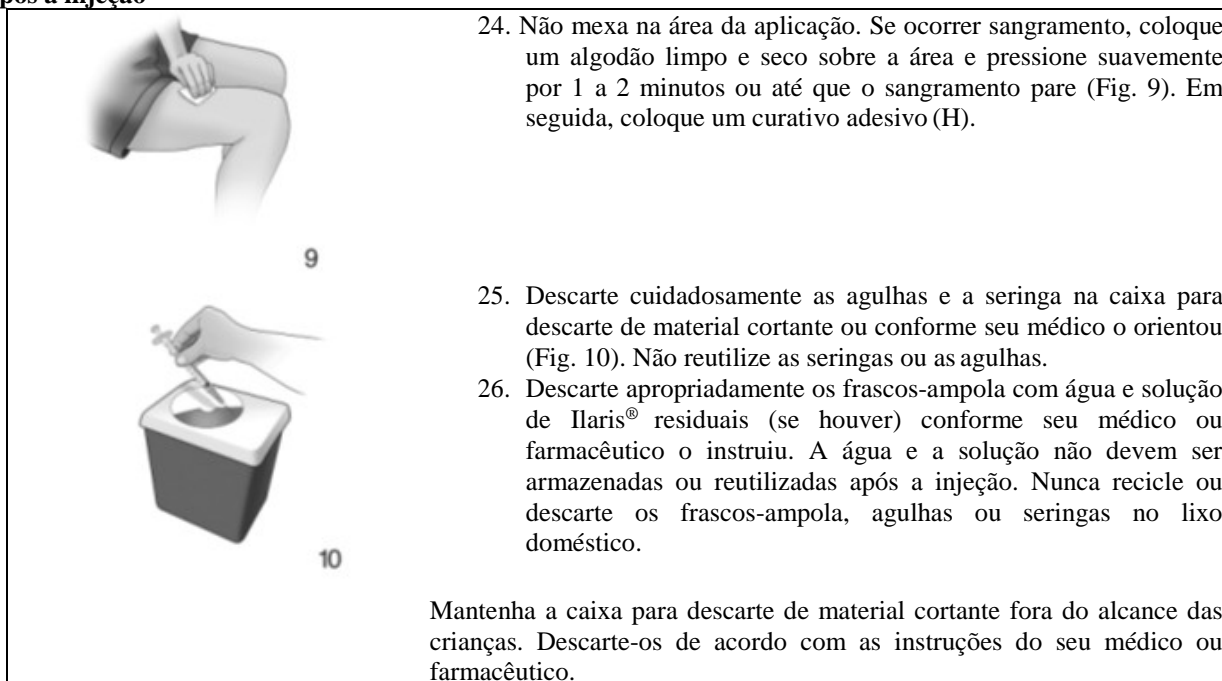 pós a injeção
24. Não mexa na área da aplicação. Se ocorrer sangramento, coloque
um algodão limpo e seco sobre a área e pressione suavemente
por 1 a 2 minutos ou até que o sangramento pare (Fig. 9). Em
seguida, coloque um curativo adesivo (H).
9
25. Descarte cuidadosamente as agulhas e a seringa na caixa para
descarte de material cortante ou conforme seu médico o orientou
(Fig. 10). Não reutilize as seringas ou as agulhas.
26. Descarte apropriadamente os frascos-ampola com água e solução
de Ilaris® residuais (se houver) conforme seu médico ou
farmacêutico o instruiu. A água e a solução não devem ser
armazenadas ou reutilizadas após a injeção. Nunca recicle ou
descarte os frascos-ampola, agulhas ou seringas no lixo
doméstico.
10
Mantenha a caixa para descarte de material cortante fora do alcance das
crianças. Descarte-os de acordo com as instruções do seu médico ou
farmacêutico.